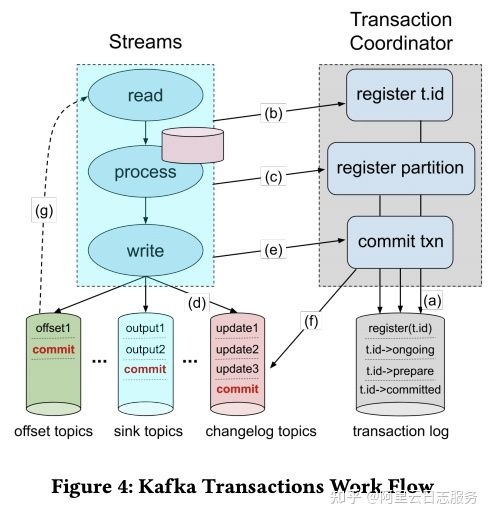 Streams
Transaction
Coordinator
read
(b)
register t.id
process
(c)
register partition
(g)
write
(e)
commit txn
(d)
(f)
(a)
offset1
commit
...
output1
output2
commit
...
update1
update2
update3
commit
register(t.id)
t.id->ongoing
t.id->prepare
t.id->committed
offset topics
sink topics
changelog topics
transaction log
Figure 4: Kafka Transactions Work Flow
知乎 @阿里云日志服务